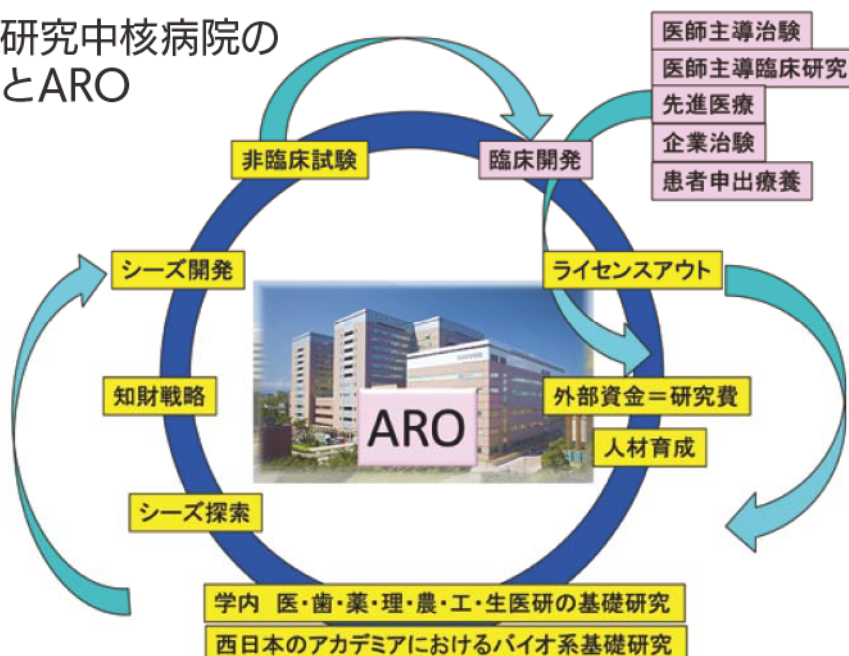 研究中核病院の
とARO
医師主導治験
医師主導臨床研究
先進医療
企業治験
患者申出療養
非臨床試験
臨床開発
シーズ開発
ライセンスアウト
知財戦略
ARO
外部資金＝研究費
人材育成
シーズ探索
学内 医・歯・薬・理・農・工・生医研の基礎研究
西日本のアカデミアにおけるバイオ系基礎研究